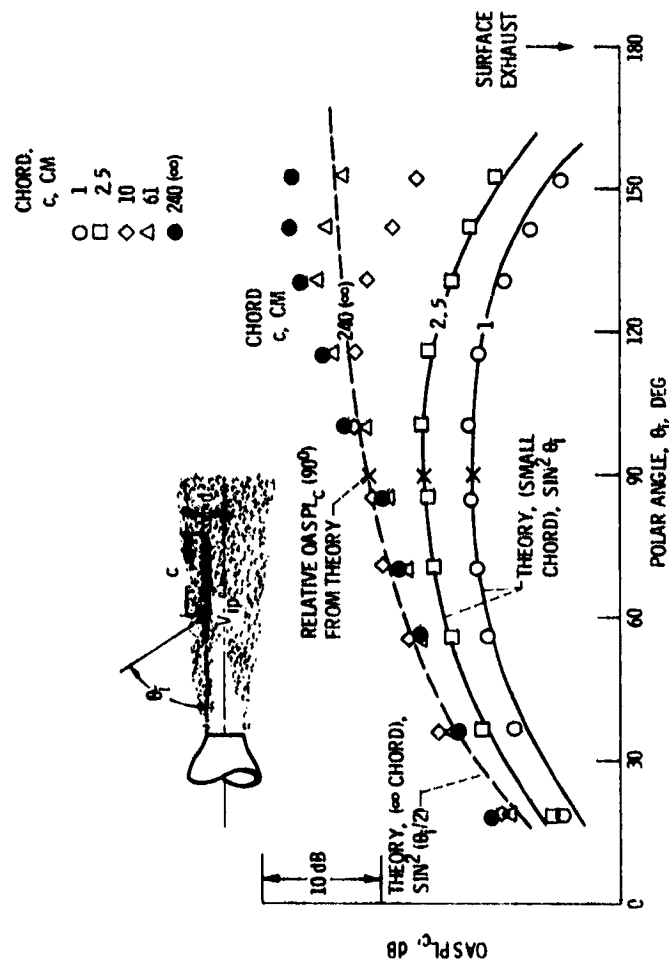 CHORD,
c, CM
1
2.5
10
61
240 (∞)
C
d
V_ip
θ_i
10 dB
OASPL_c, dB
CHORD
c, CM
240 (∞)
2.5
1
RELATIVE OASPL_c (90°)
FROM THEORY
THEORY, (∞ CHORD),
SIN² (θ_i/2)
THEORY, (SMALL
CHORD), SIN² θ_i
SURFACE
EXHAUST
0
30
60
90
120
150
180
POLAR ANGLE, θ_i, DEG